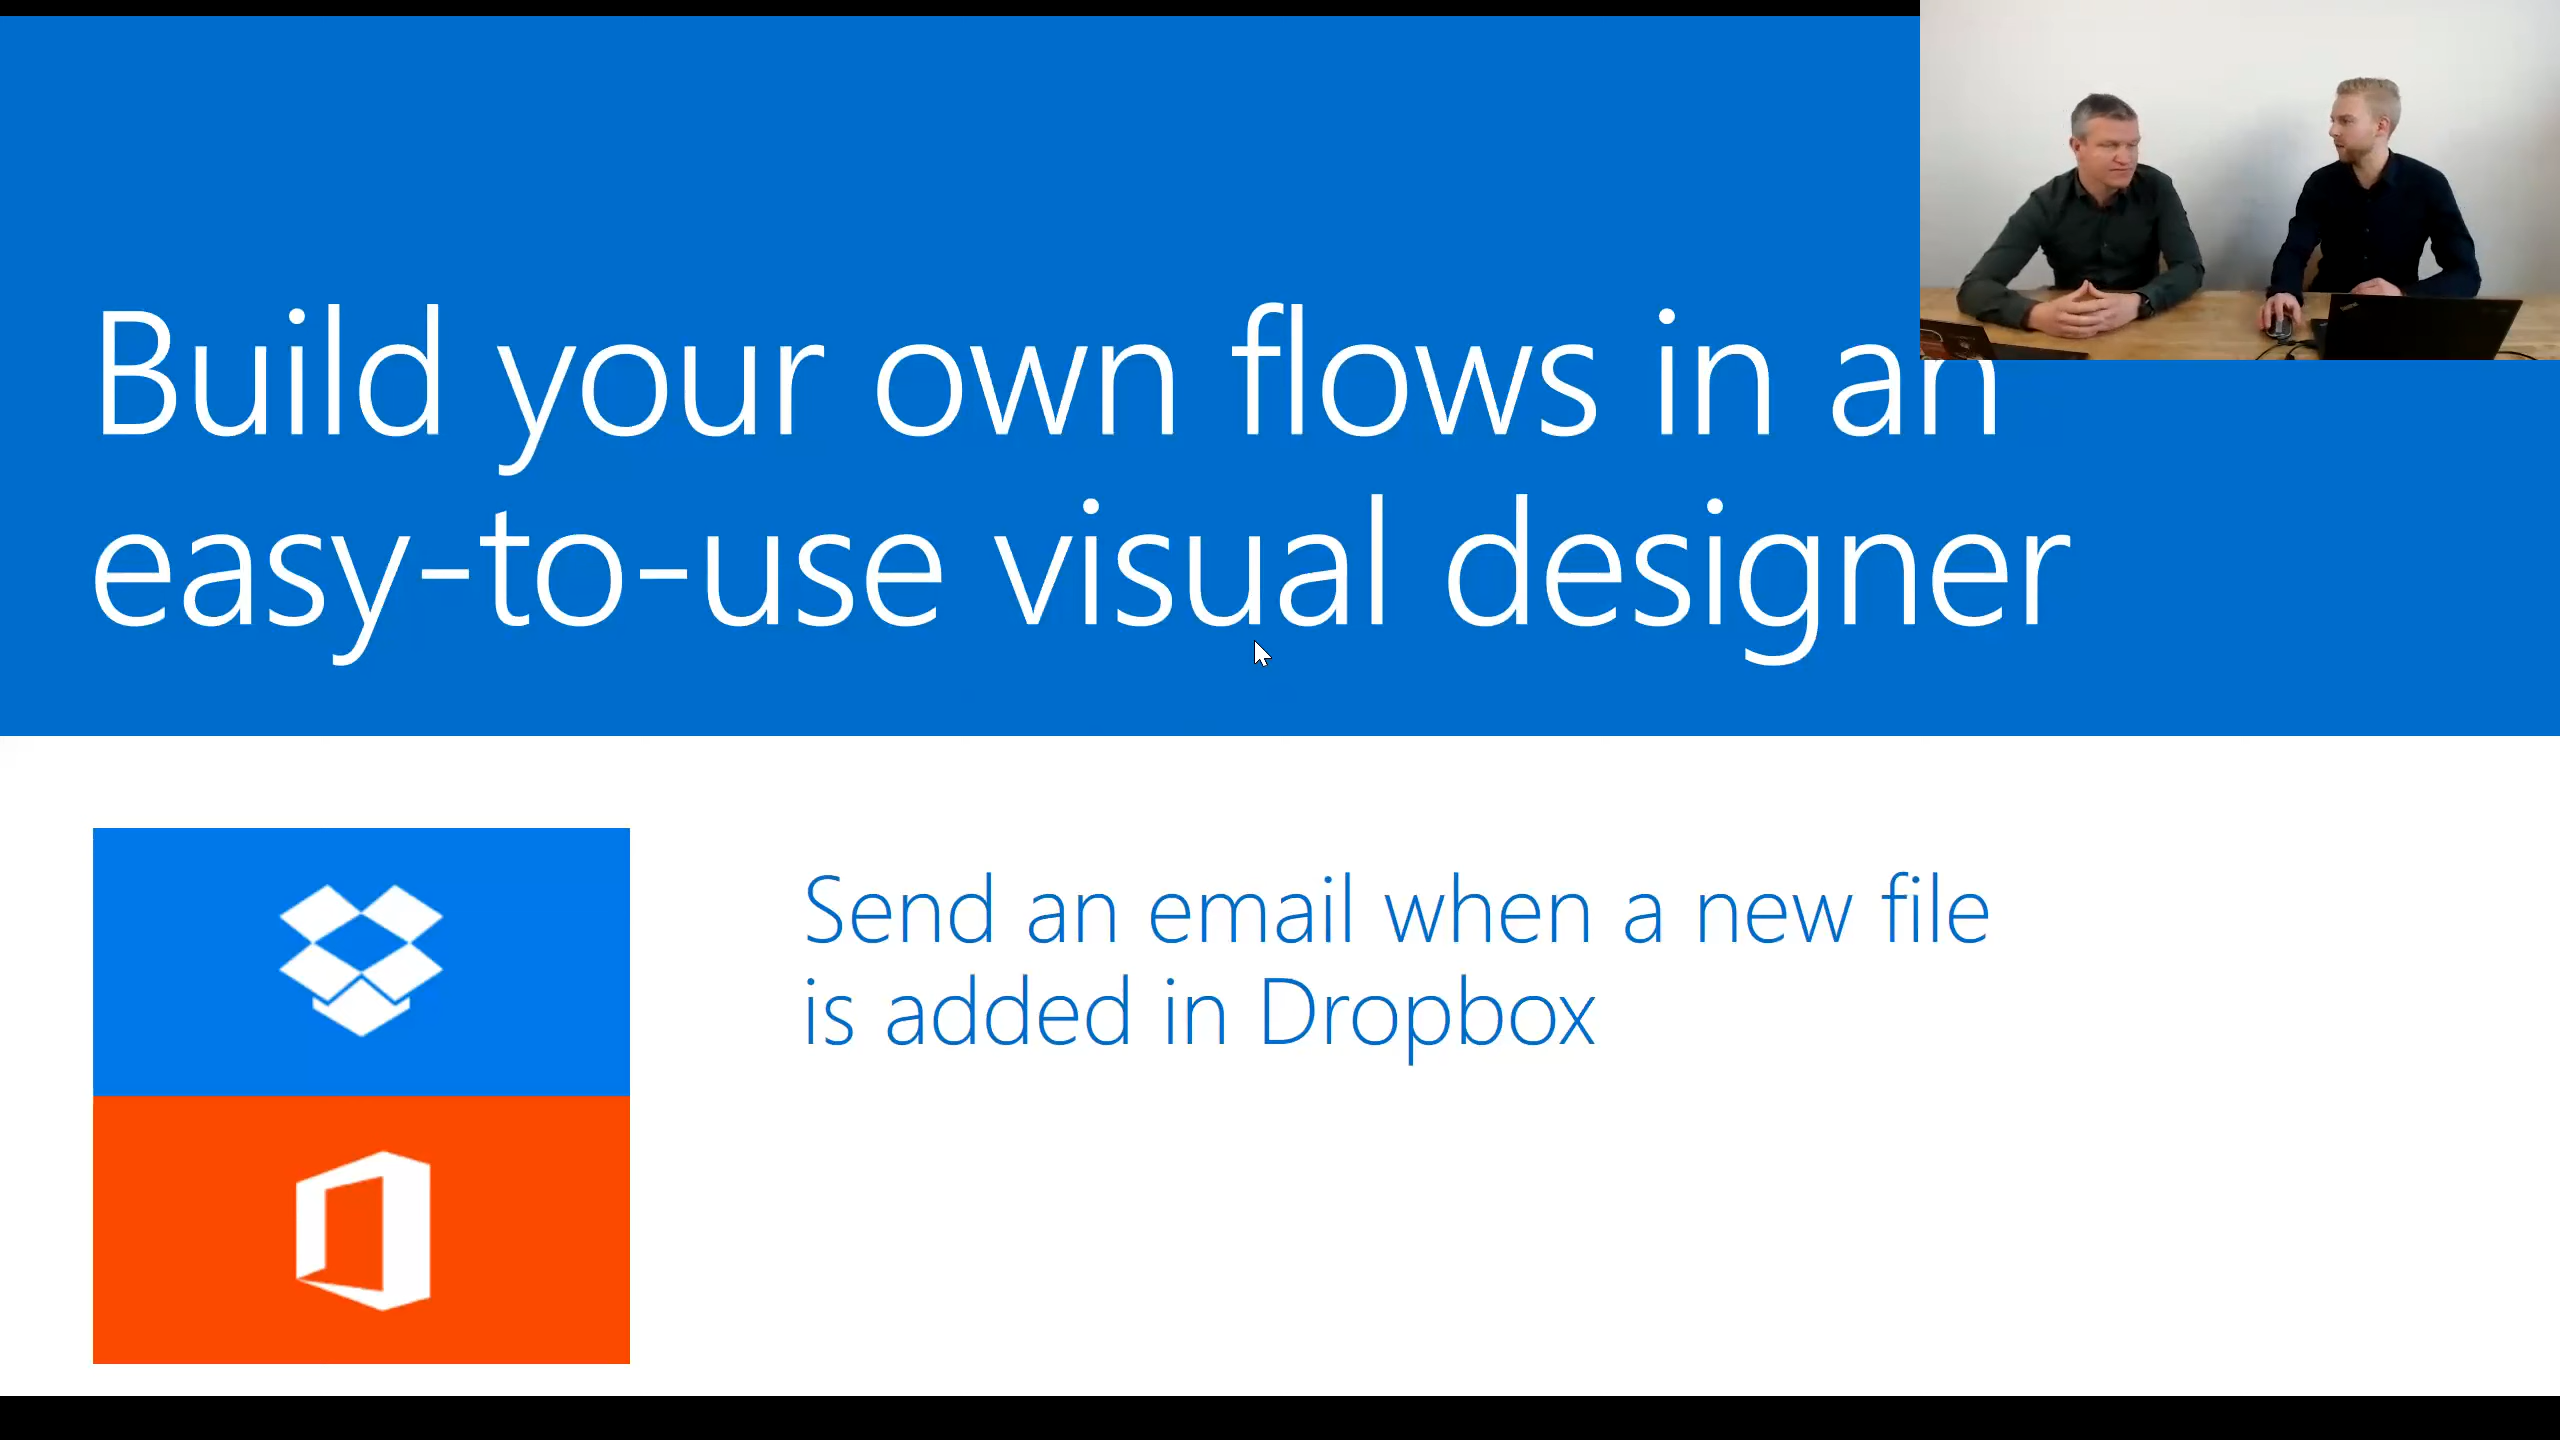 Build your own flows in an
easy-to-use visual designer
Send an email when a new file
is added in Dropbox